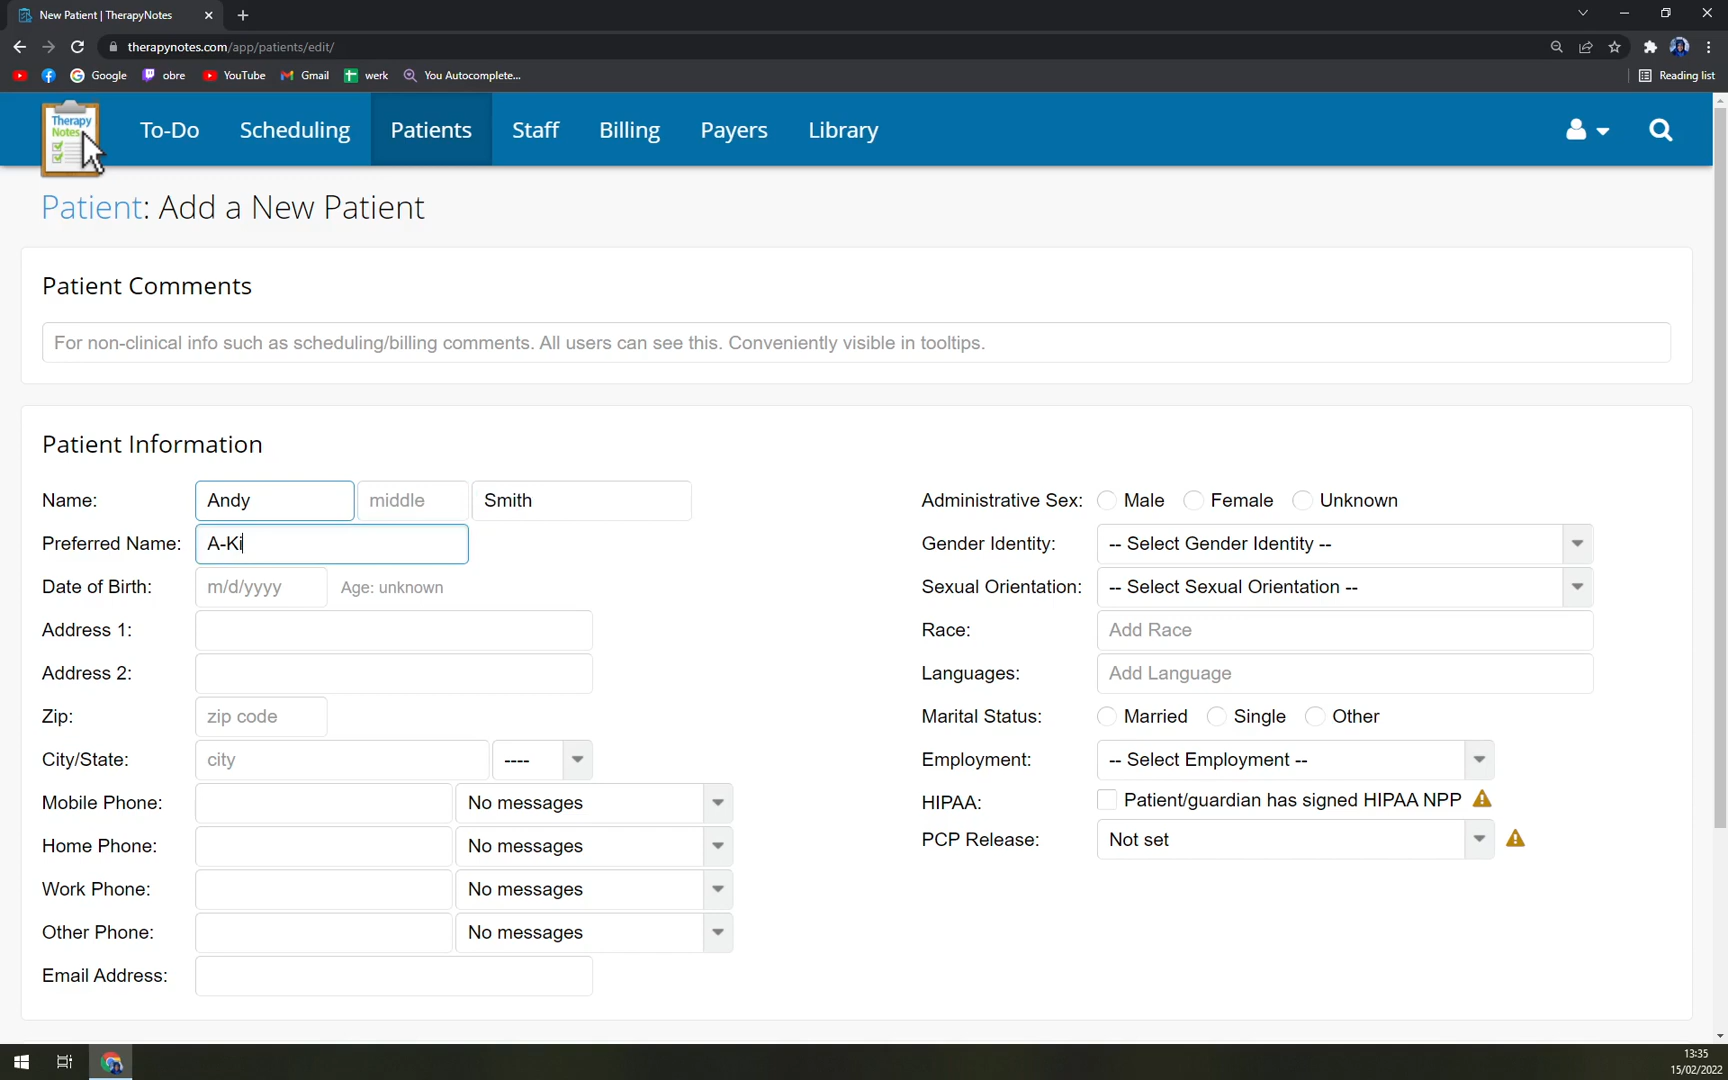 New Patient | TherapyNotes
therapynotes.com/app/patients/edit/
Google obre YouTube Gmail werk You Autocomplete... Reading list
Therapy Notes To-Do Scheduling Patients Staff Billing Payers Library
Patient: Add a New Patient
Patient Comments
For non-clinical info such as scheduling/billing comments. All users can see this. Conveniently visible in tooltips.
Patient Information
Name: Andy middle Smith
Preferred Name: A-Ki
Date of Birth: m/d/yyyy Age: unknown
Address 1:
Address 2:
Zip: zip code
City/State: city ----
Mobile Phone: No messages
Home Phone: No messages
Work Phone: No messages
Other Phone: No messages
Email Address:
Administrative Sex: Male Female Unknown
Gender Identity: -- Select Gender Identity --
Sexual Orientation: -- Select Sexual Orientation --
Race: Add Race
Languages: Add Language
Marital Status: Married Single Other
Employment: -- Select Employment --
HIPAA: Patient/guardian has signed HIPAA NPP
PCP Release: Not set
13:35
15/02/2022